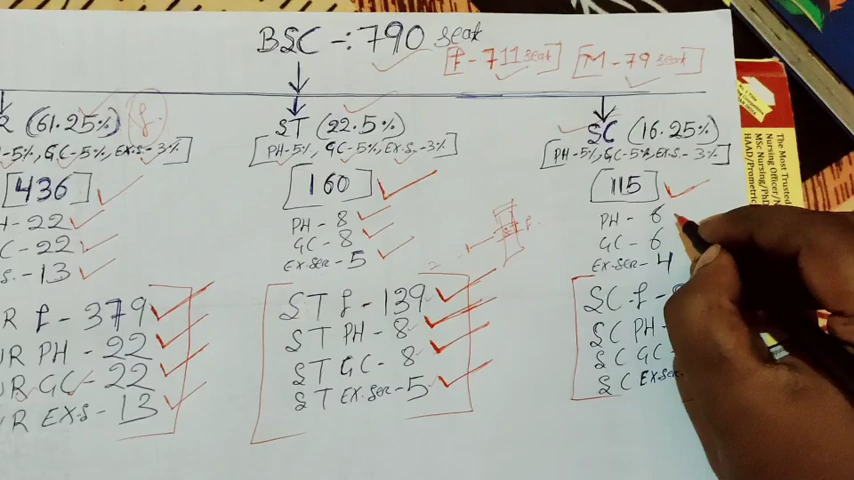 BSC -: 790 seat
[f - 711 seat] [M - 79 seat]
R (61.25%) f
-5%, GC-5%, EX.S-3%]
[436]
H-22
C-22
S.-13
R f - 379
UR PH - 22
UR GC - 22
UR EX.S - 13
ST (22.5%)
[PH-5%, GC-5%, EX.S-3%]
[160]
PH - 8
GC - 8
EX.SER - 5
ST f - 139
ST PH - 8
ST GC - 8
ST EX.SER - 5
SC (16.25%)
[PH-5%, GC-5%, EX.S-3%]
[115]
PH - 6
GC - 6
EX.SER - 4
SC f -
SC PH -
SC GC -
SC EX.SER
The Most Trusted
Nursing Officer/N
MSc Nursing/PhD
HAAD/Prometric